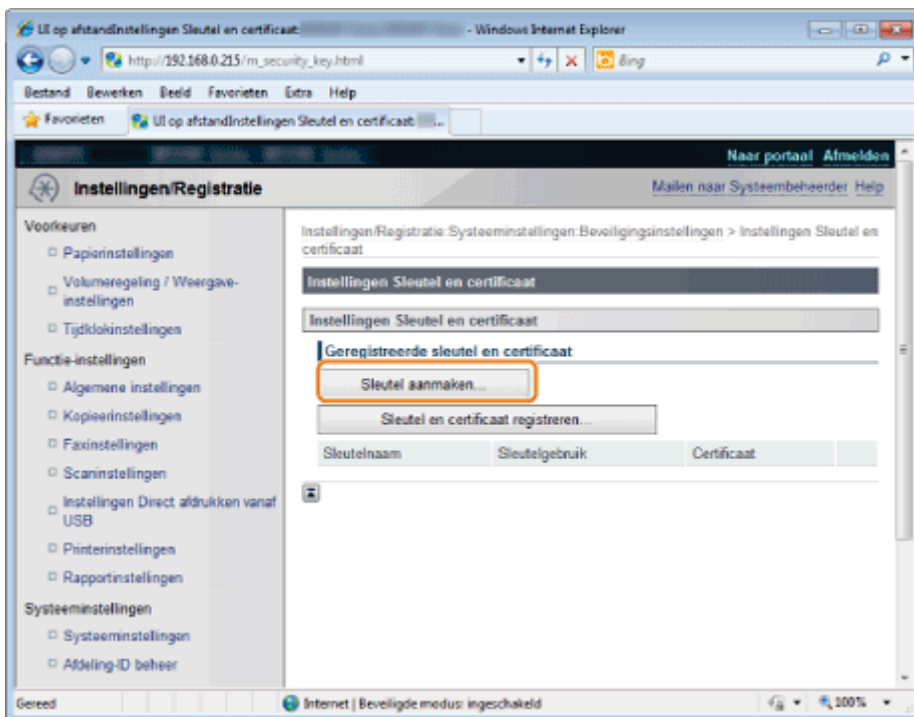 UI op afstandInstellingen Sleutel en certificaat: - Windows Internet Explorer
http://192.168.0.215/m_security_key.html
Bing
Bestand Bewerken Beeld Favorieten Extra Help
Favorieten
UI op afstandInstellingen Sleutel en certificaat: ...
Naar portaal Afmelden
Instellingen/Registratie
Mailen naar Systeembeheerder Help
Voorkeuren
Papierinstellingen
Volumeregeling / Weergave-
instellingen
Tijdklokinstellingen
Functie-instellingen
Algemene instellingen
Kopieerinstellingen
Faxinstellingen
Scaninstellingen
Instellingen Direct afdrukken vanaf
USB
Printerinstellingen
Rapportinstellingen
Systeeminstellingen
Systeeminstellingen
Afdeling-ID beheer
Instellingen/Registratie:Systeeminstellingen:Beveiligingsinstellingen > Instellingen Sleutel en
certificaat
Instellingen Sleutel en certificaat
Instellingen Sleutel en certificaat
Geregistreerde sleutel en certificaat
Sleutel aanmaken...
Sleutel en certificaat registreren...
Sleutelnaam Sleutelgebruik Certificaat
Gereed
Internet | Beveiligde modus: ingeschakeld
100%